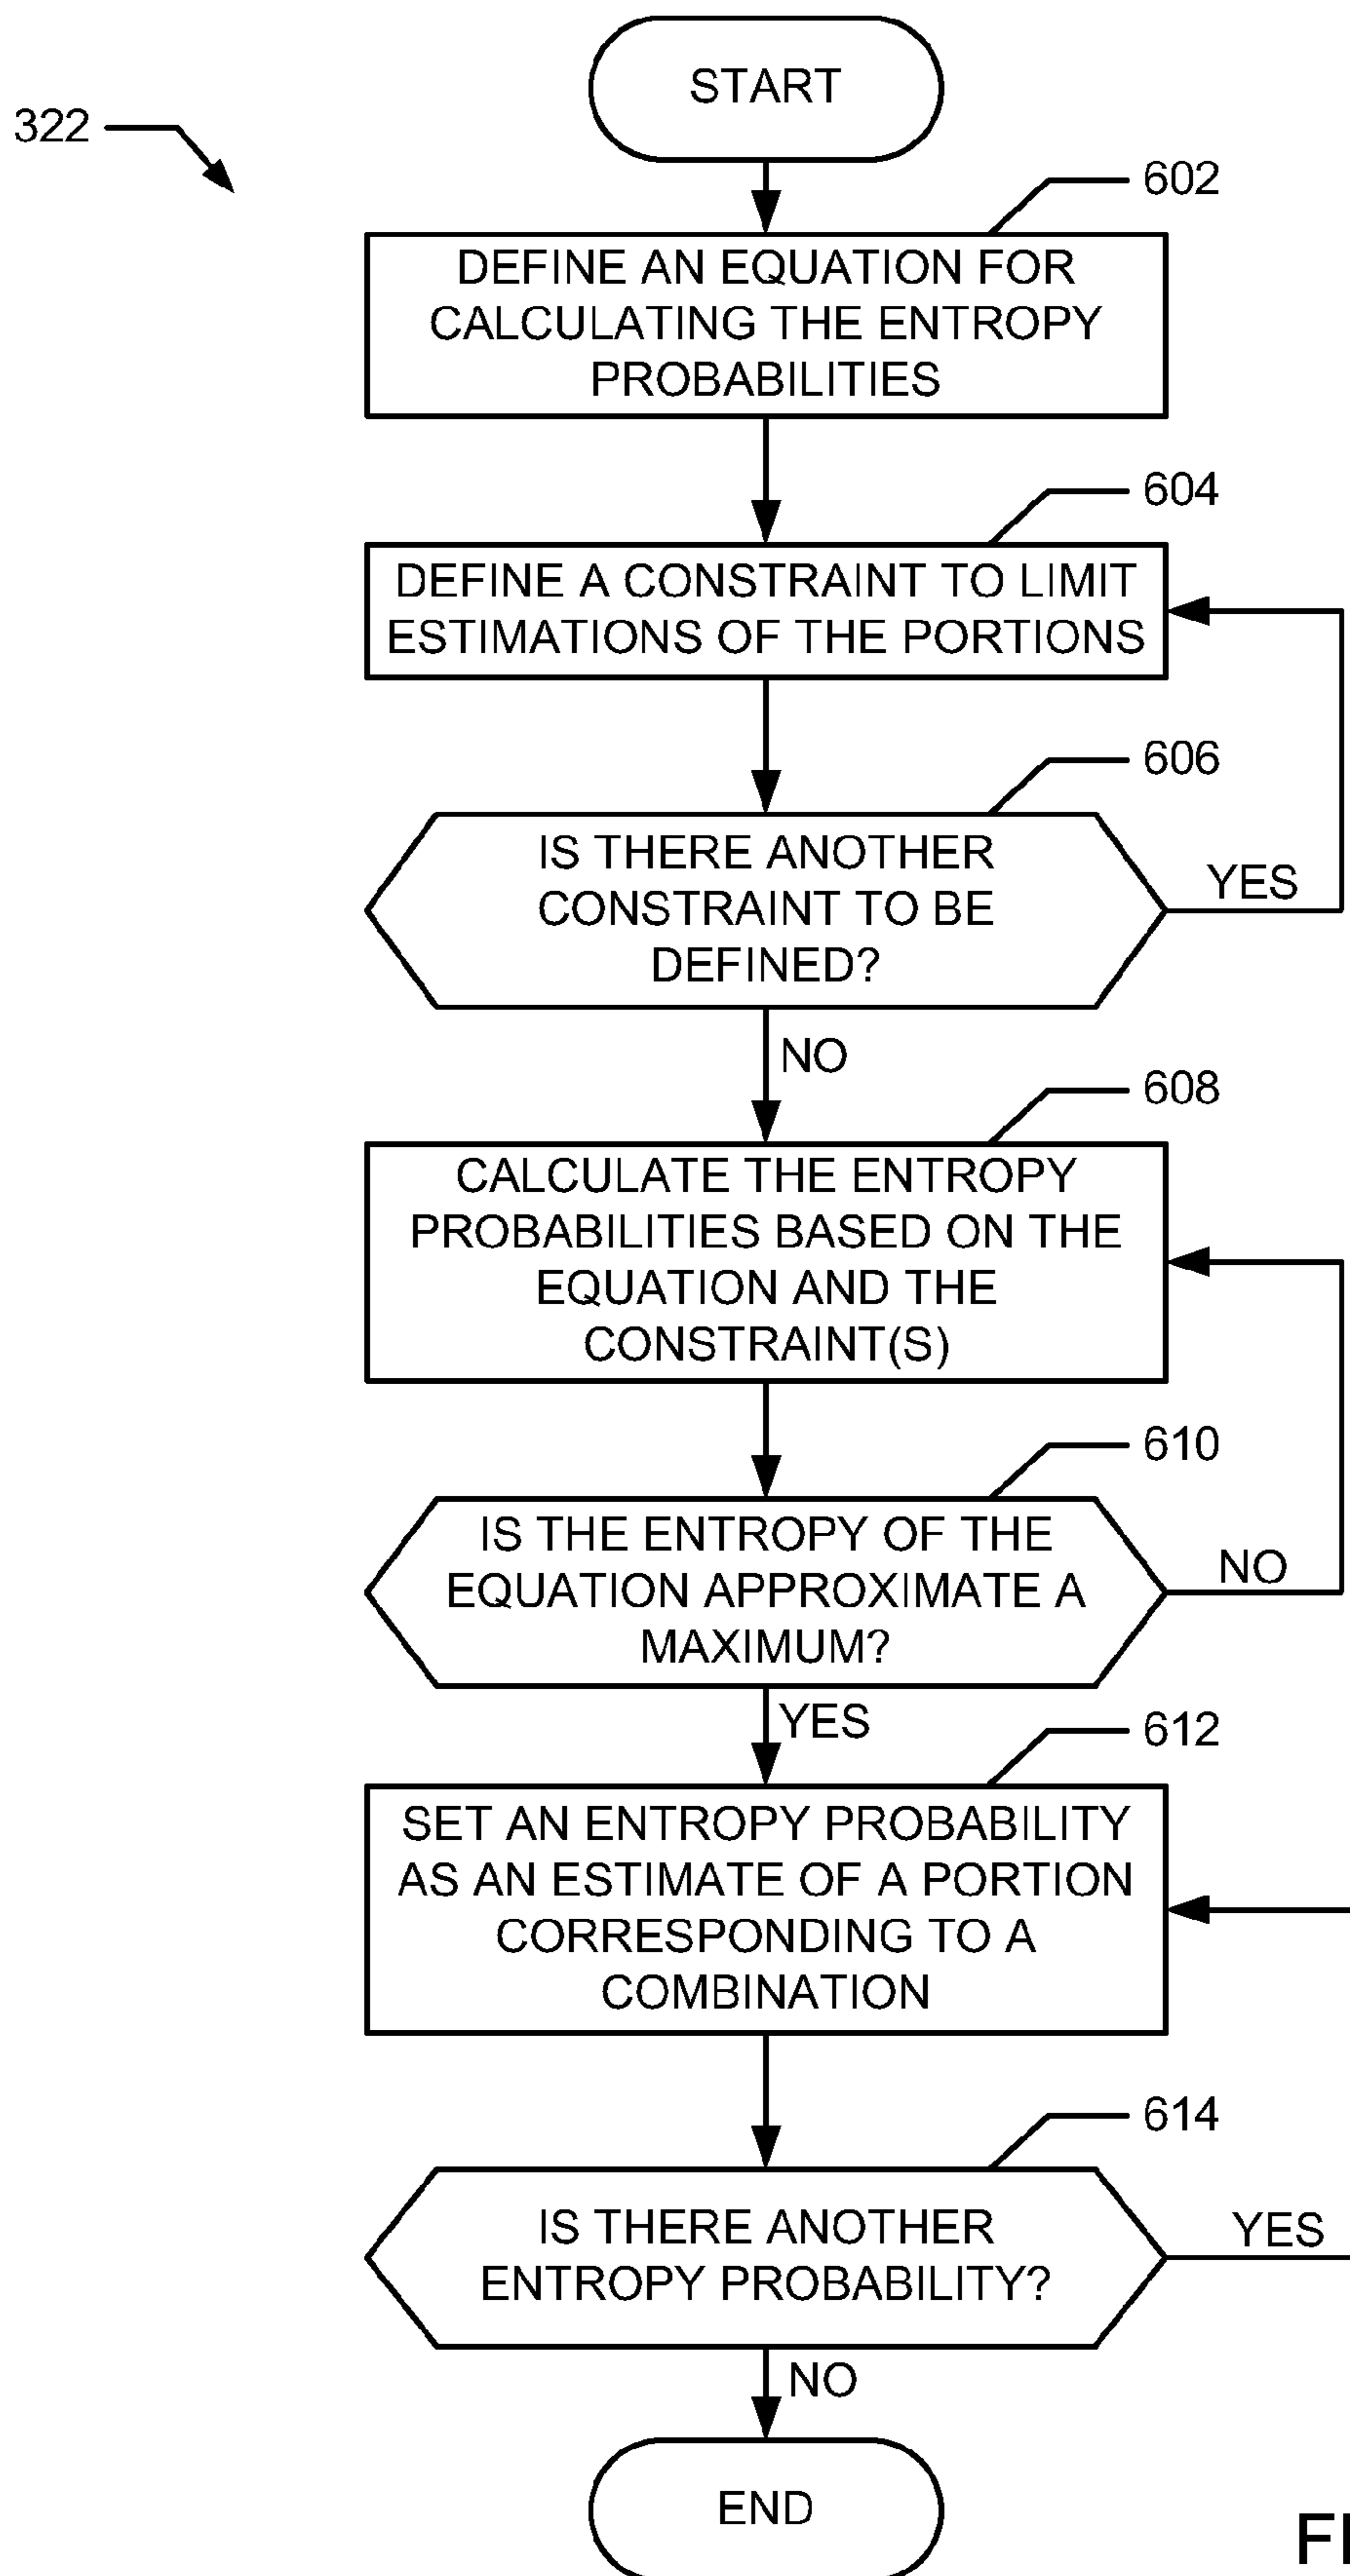 START
322
602
DEFINE AN EQUATION FOR
CALCULATING THE ENTROPY
PROBABILITIES
604
DEFINE A CONSTRAINT TO LIMIT
ESTIMATIONS OF THE PORTIONS
606
IS THERE ANOTHER
CONSTRAINT TO BE
DEFINED?
YES
NO
608
CALCULATE THE ENTROPY
PROBABILITIES BASED ON THE
EQUATION AND THE
CONSTRAINT(S)
610
IS THE ENTROPY OF THE
EQUATION APPROXIMATE A
MAXIMUM?
NO
YES
612
SET AN ENTROPY PROBABILITY
AS AN ESTIMATE OF A PORTION
CORRESPONDING TO A
COMBINATION
614
IS THERE ANOTHER
ENTROPY PROBABILITY?
YES
NO
END